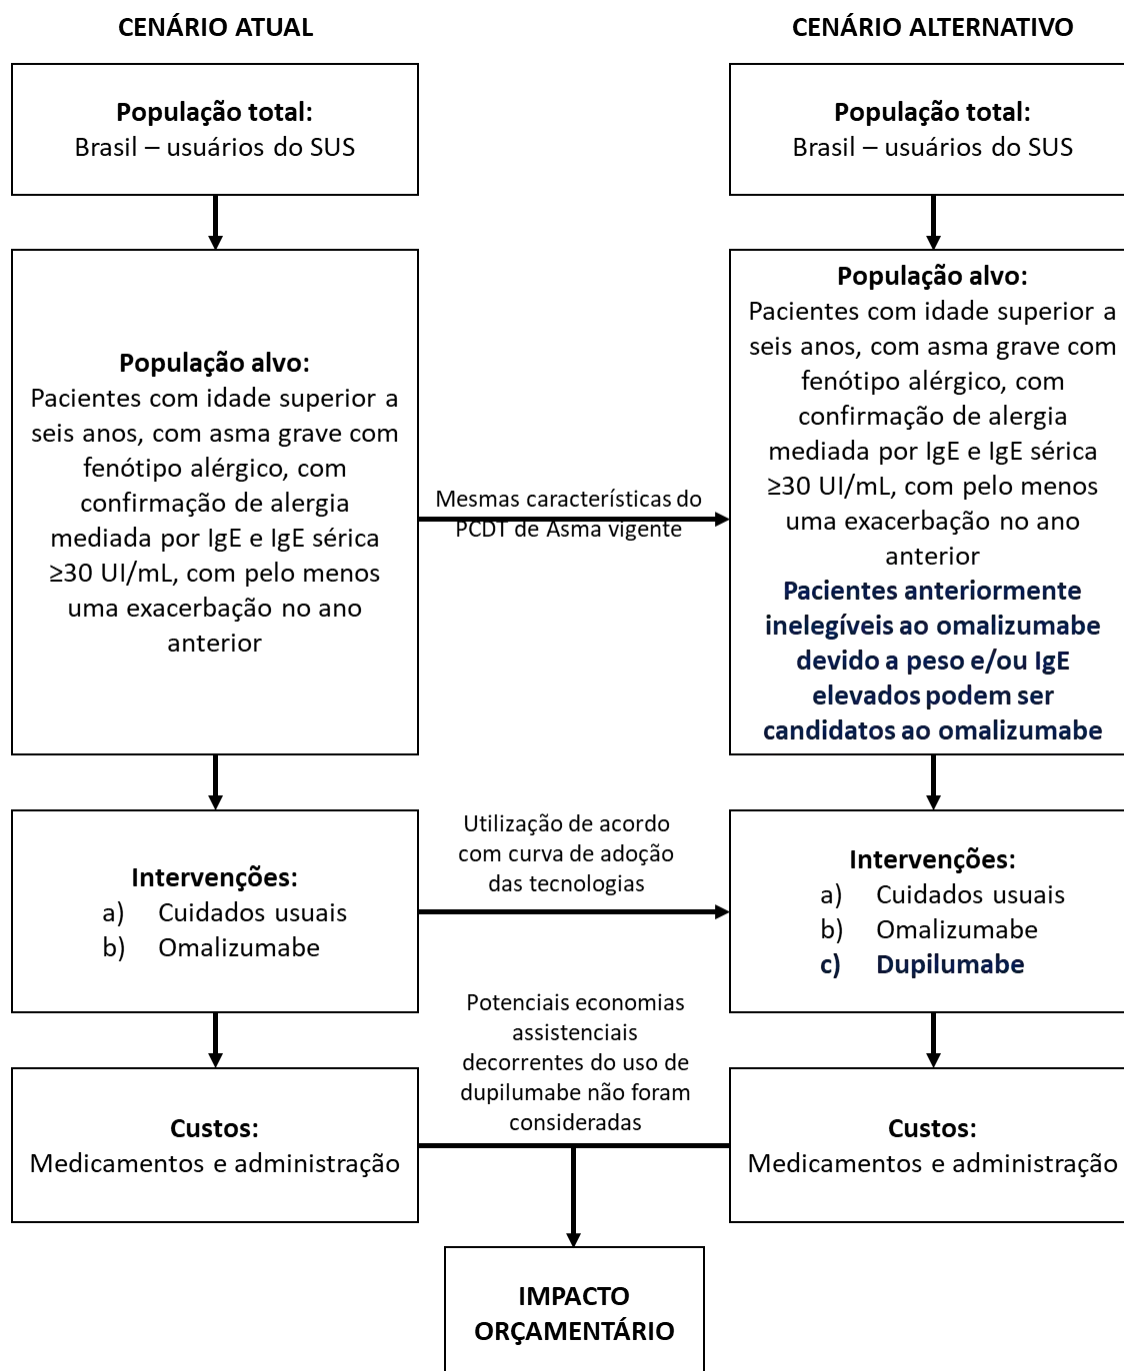 CENÁRIO ATUAL
CENÁRIO ALTERNATIVO
População total:
Brasil – usuários do SUS
População total:
Brasil – usuários do SUS
População alvo:
Pacientes com idade superior a
seis anos, com asma grave com
fenótipo alérgico, com
confirmação de alergia
mediada por IgE e IgE sérica
≥30 UI/mL, com pelo menos
uma exacerbação no ano
anterior
Mesmas características do
PCDT de Asma vigente
População alvo:
Pacientes com idade superior a
seis anos, com asma grave com
fenótipo alérgico, com
confirmação de alergia
mediada por IgE e IgE sérica
≥30 UI/mL, com pelo menos
uma exacerbação no ano
anterior
Pacientes anteriormente
inelegíveis ao omalizumabe
devido a peso e/ou IgE
elevados podem ser
candidatos ao omalizumabe
Intervenções:
a) Cuidados usuais
b) Omalizumabe
Utilização de acordo
com curva de adoção
das tecnologias
Intervenções:
a) Cuidados usuais
b) Omalizumabe
c) Dupilumabe
Potenciais economias
assistenciais
decorrentes do uso de
dupilumabe não foram
consideradas
Custos:
Medicamentos e administração
Custos:
Medicamentos e administração
IMPACTO
ORÇAMENTÁRIO